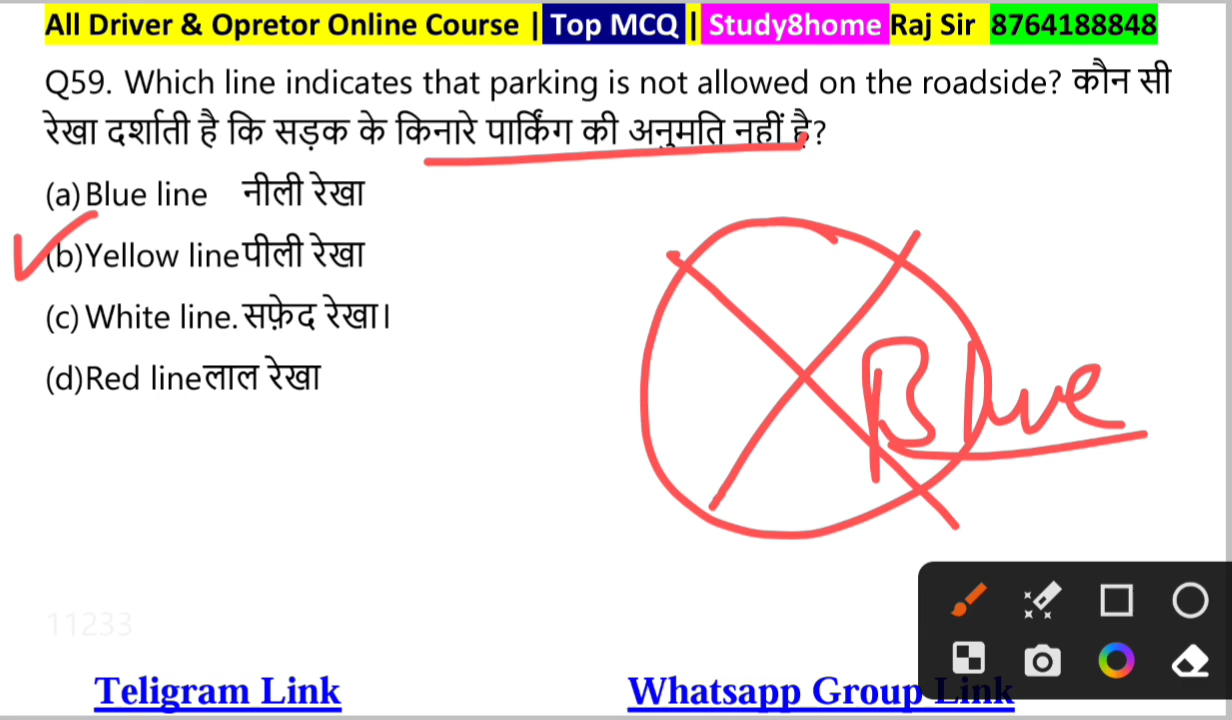 All Driver & Opretor Online Course | Top MCQ | Study8home Raj Sir 8764188848
Q59. Which line indicates that parking is not allowed on the roadside? कौन सी
रेखा दर्शाती है कि सड़क के किनारे पार्किंग की अनुमति नहीं है?
(a) Blue line नीली रेखा
(b) Yellow line पीली रेखा
(c) White line. सफ़ेद रेखा।
(d) Red line लाल रेखा
Blue
11233
Teligram Link Whatsapp Group Link